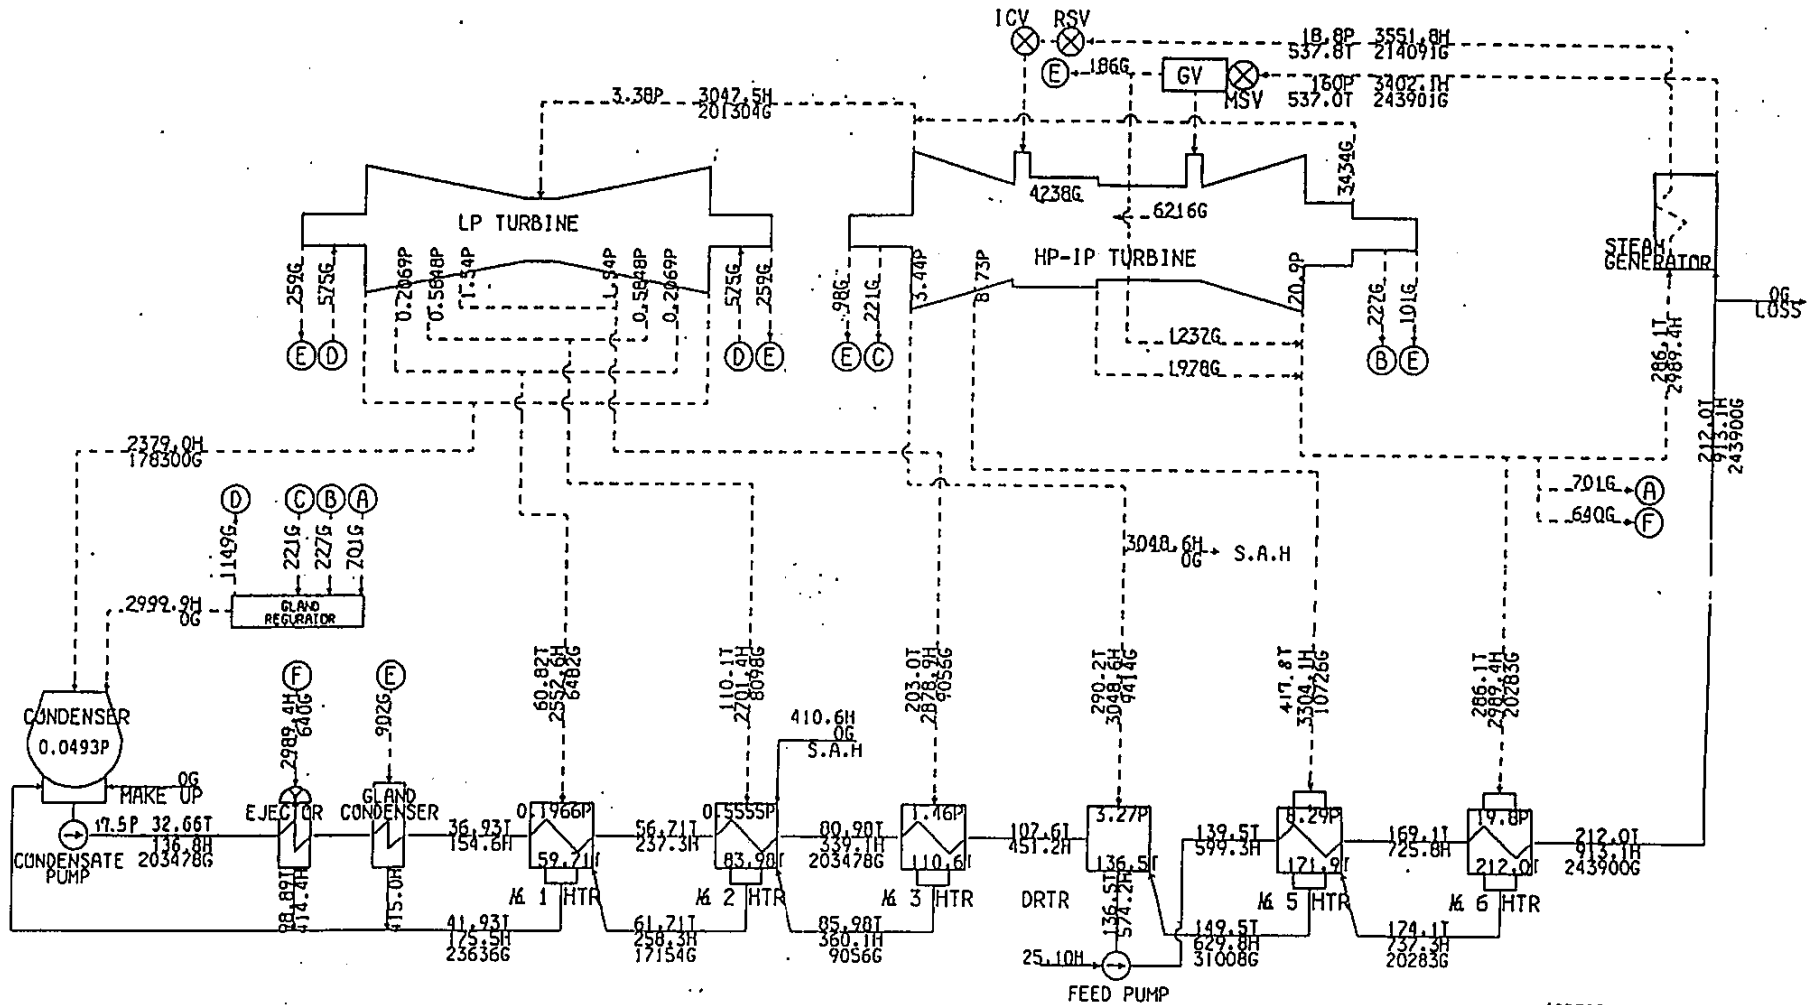 ICV RSV
18.8P 3551.8H
537.8T 214091G
E 186G GV
MSV
160P 3402.1H
537.0T 243901G
3.38P 3047.5H
201304G
3434G
4238G
6216G
LP TURBINE
HP-IP TURBINE
STEAM
GENERATOR
0G
LOSS
259G
575G
0.2069P
0.5848P
1.54P
1.54P
0.5848P
0.2069P
575G
259G
98G
221G
3.44P
8.73P
20.9P
227G
101G
1237G
1978G
E D
D E
E C
B E
286.1T
2989.4H
212.0T
913.1H
243900G
2379.0H
178300G
701G A
640G F
D C B A
1149G
221G
227G
701G
3048.6H
0G
S.A.H
2999.9H
0G
GLAND
REGURATOR
F E
2989.4H
640G
902G
60.82T
2552.6H
6482G
110.1T
2701.4H
8098G
203.0T
2878.9H
9056G
290.2T
3048.6H
9414G
417.8T
3304.1H
10726G
286.1T
2989.4H
20283G
410.6H
0G
S.A.H
CONDENSER
0.0493P
0G
MAKE UP
EJECTOR
GLAND
CONDENSER
0.1966P
0.5555P
1.46P
3.27P
8.29P
19.8P
17.5P 32.66T
136.8H
203478G
CONDENSATE
PUMP
36.93T
154.6H
56.71T
237.3H
80.98T
339.1H
203478G
107.6T
451.2H
139.5T
599.3H
169.1T
725.8H
212.0T
913.1H
243900G
59.71T
83.98T
110.6T
136.5T
171.9T
212.0T
98.89T
414.4H
415.0H
№ 1 HTR
№ 2 HTR
№ 3 HTR
DRTR
136.5T
574.2H
№ 5 HTR
№ 6 HTR
41.93T
175.5H
23636G
61.71T
258.3H
17154G
85.98T
360.1H
9056G
149.5T
629.8H
31008G
174.1T
737.3H
20283G
25.10H
FEED PUMP